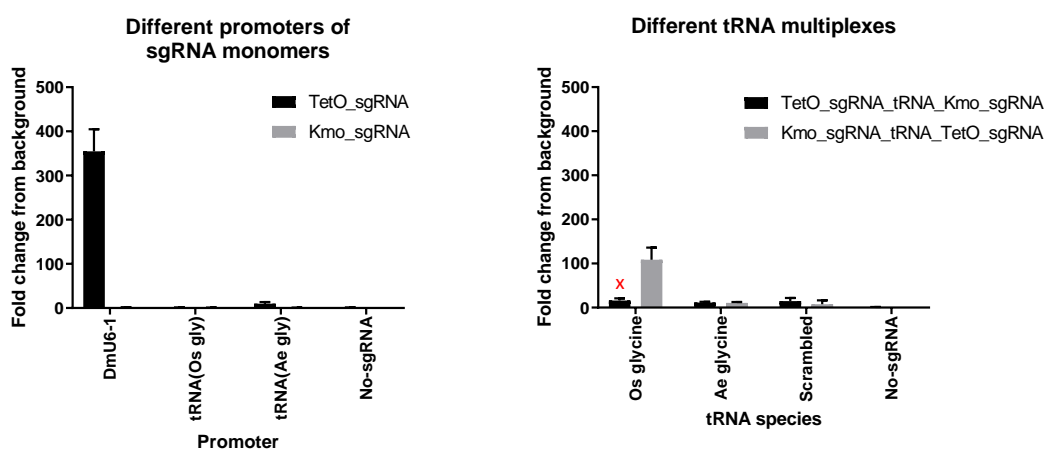 Different promoters of
sgRNA monomers
Fold change from background
500
400
300
200
100
0
TetO_sgRNA
Kmo_sgRNA
DmU6-1
tRNA(Os gly)
tRNA(Ae gly)
No-sgRNA
Promoter
Different tRNA multiplexes
Fold change from background
500
400
300
200
100
0
TetO_sgRNA_tRNA_Kmo_sgRNA
Kmo_sgRNA_tRNA_TetO_sgRNA
x
Os glycine
Ae glycine
Scrambled
No-sgRNA
tRNA species